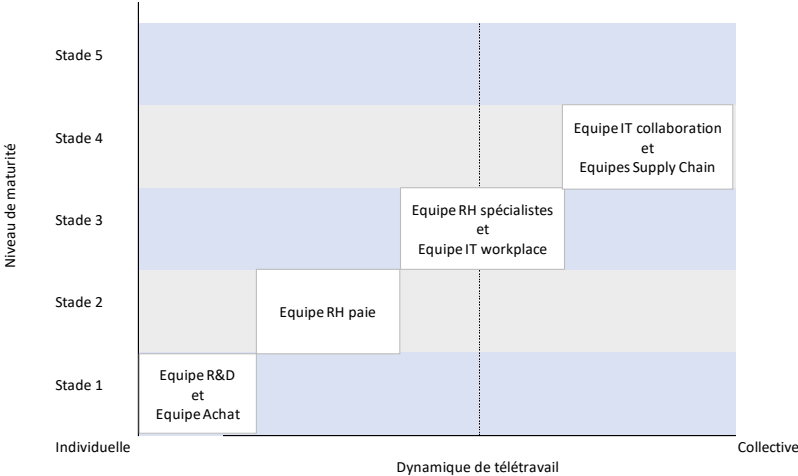 Niveau de maturité
Stade 5
Stade 4
Equipe IT collaboration
et
Equipes Supply Chain
Stade 3
Equipe RH spécialistes
et
Equipe IT workplace
Stade 2
Equipe RH paie
Stade 1
Equipe R&D
et
Equipe Achat
Individuelle
Collective
Dynamique de télétravail